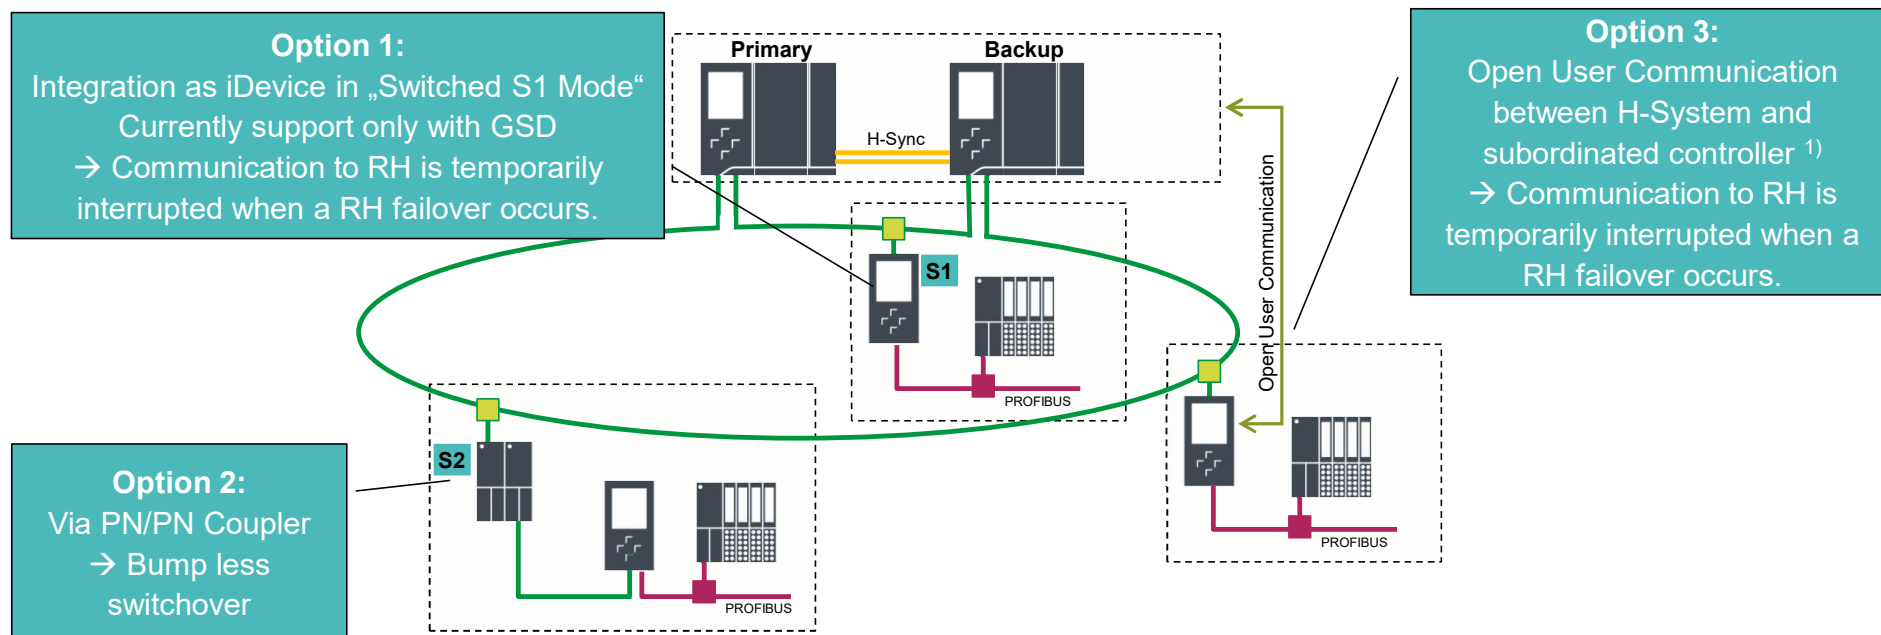 Option 1:
Integration as iDevice in „Switched S1 Mode“
Currently support only with GSD
→ Communication to RH is temporarily
interrupted when a RH failover occurs.
Primary
Backup
H-Sync
Option 3:
Open User Communication
between H-System and
subordinated controller 1)
→ Communication to RH is
temporarily interrupted when a
RH failover occurs.
Open User Communication
S1
PROFIBUS
S2
PROFIBUS
PROFIBUS
Option 2:
Via PN/PN Coupler
→ Bump less
switchover